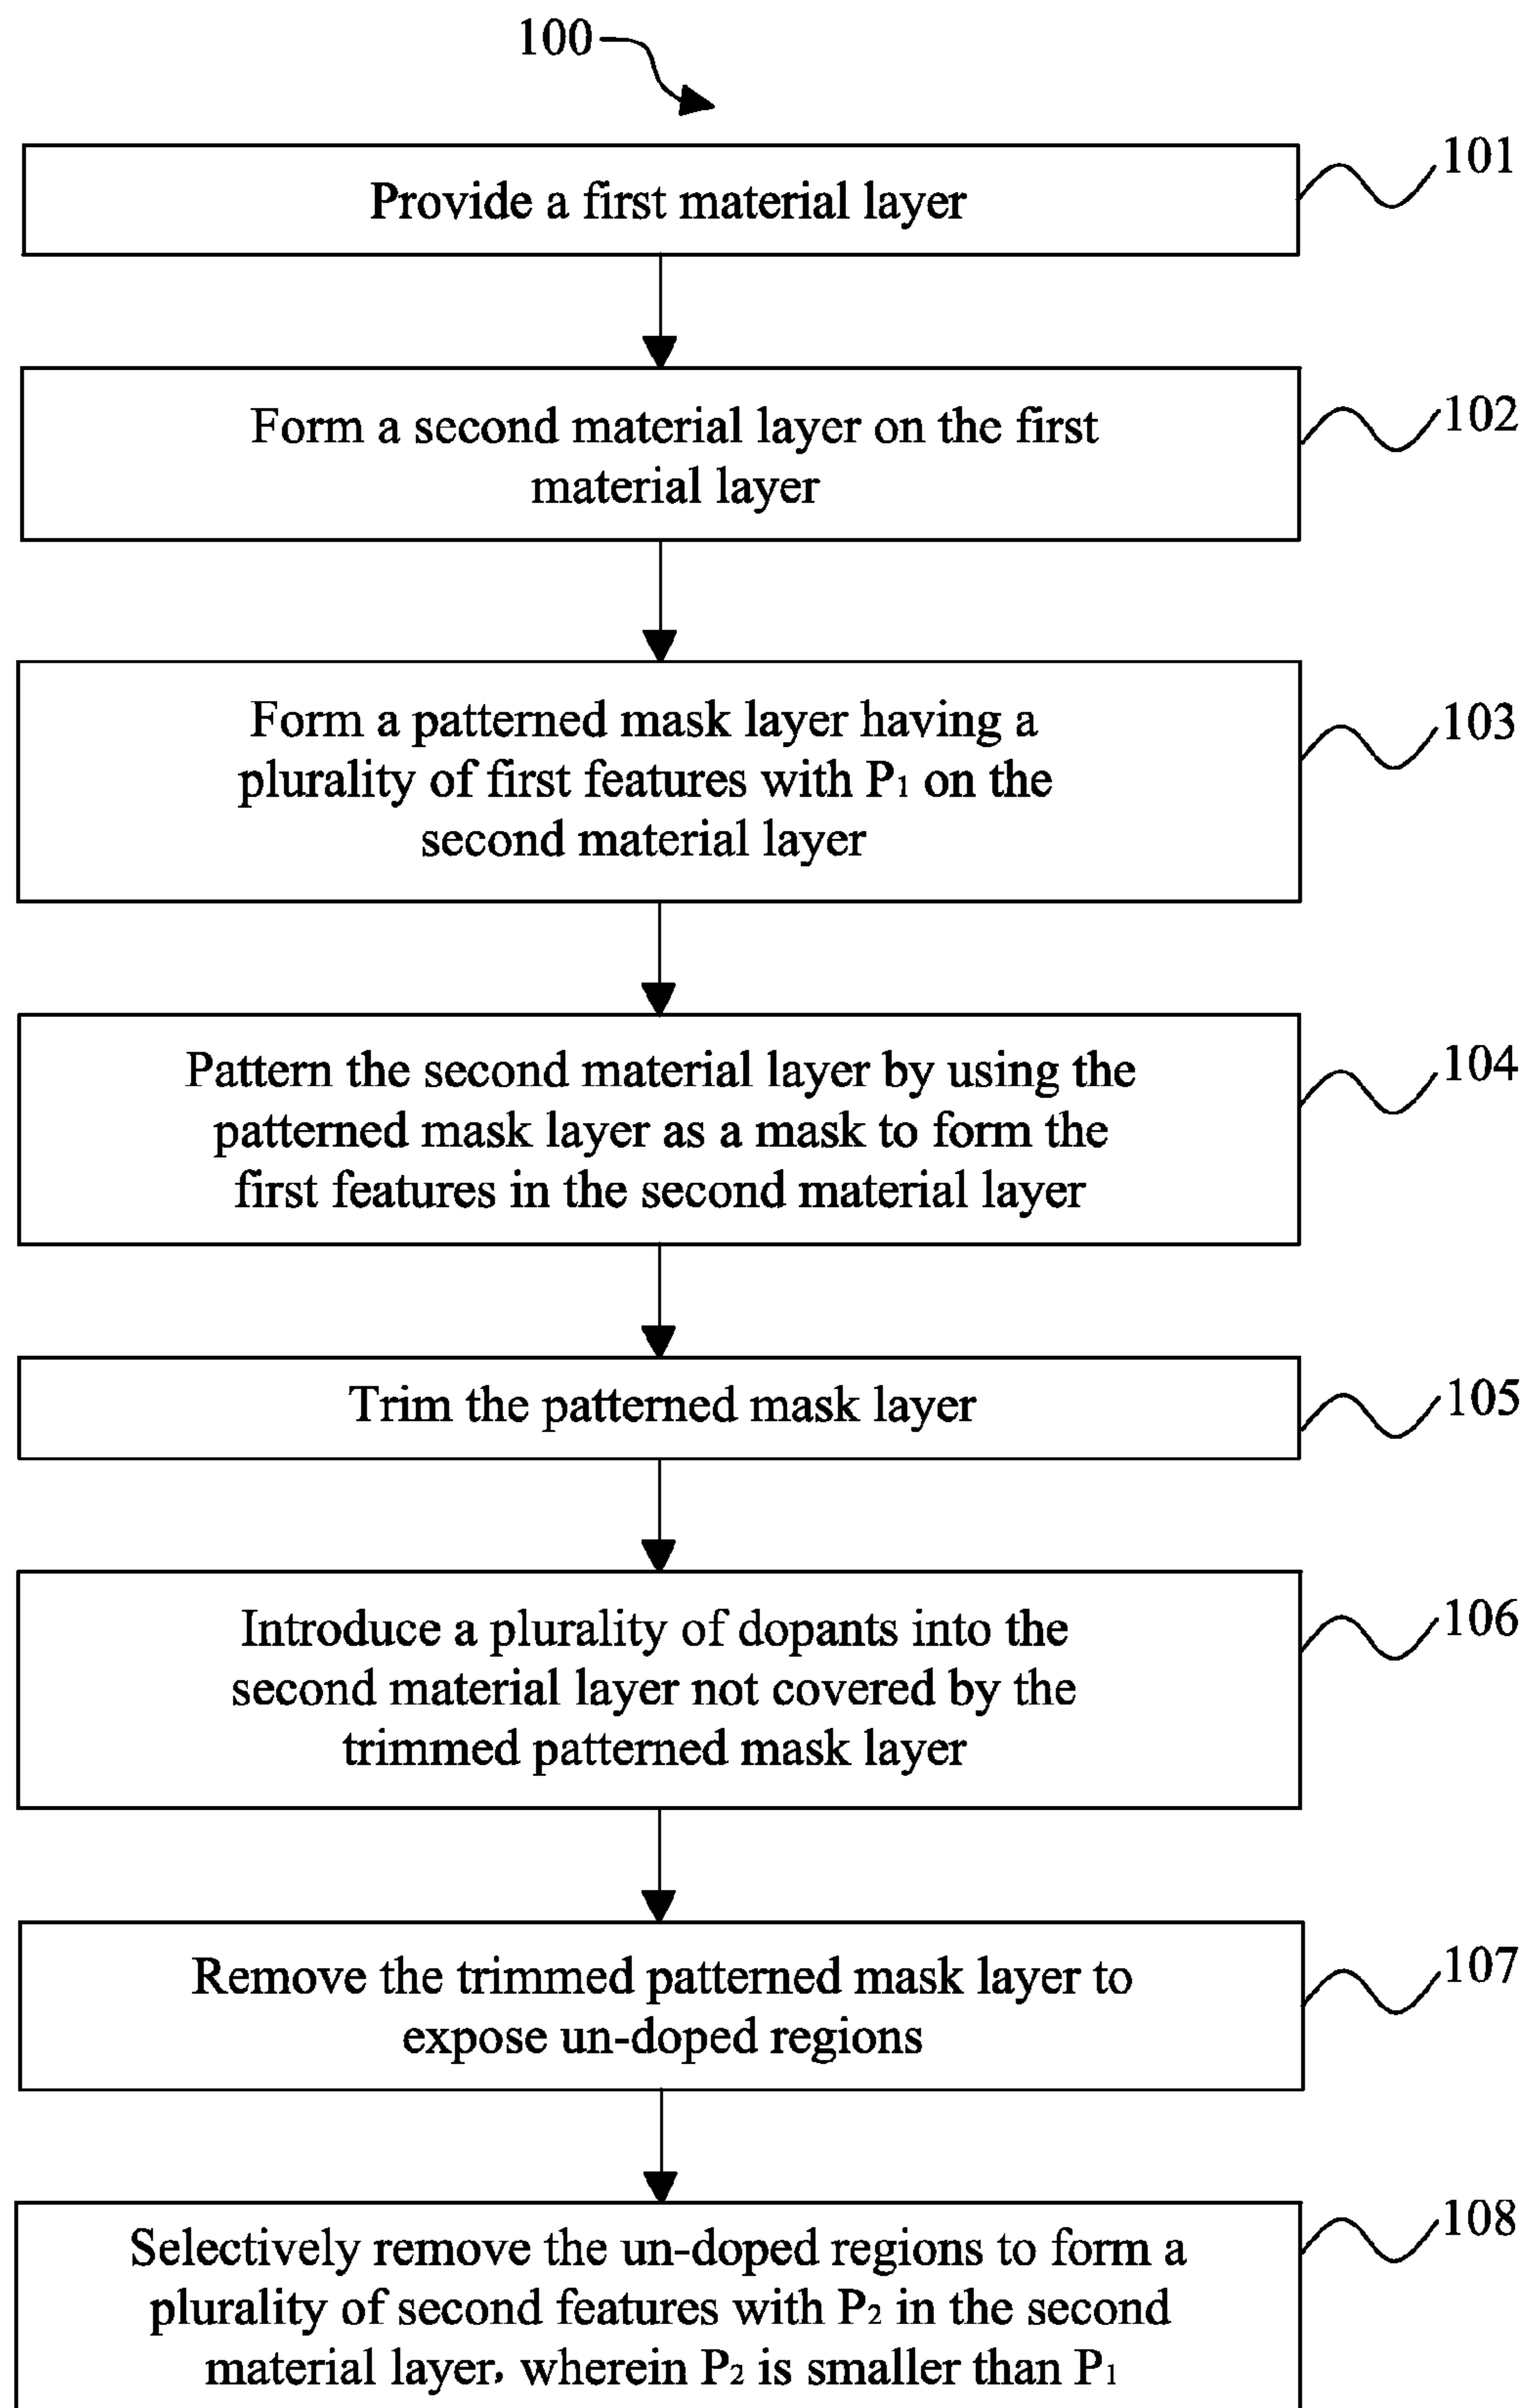 100
Provide a first material layer
101
Form a second material layer on the first
material layer
102
Form a patterned mask layer having a
plurality of first features with P₁ on the
second material layer
103
Pattern the second material layer by using the
patterned mask layer as a mask to form the
first features in the second material layer
104
Trim the patterned mask layer
105
Introduce a plurality of dopants into the
second material layer not covered by the
trimmed patterned mask layer
106
Remove the trimmed patterned mask layer to
expose un-doped regions
107
Selectively remove the un-doped regions to form a
plurality of second features with P₂ in the second
material layer, wherein P₂ is smaller than P₁
108